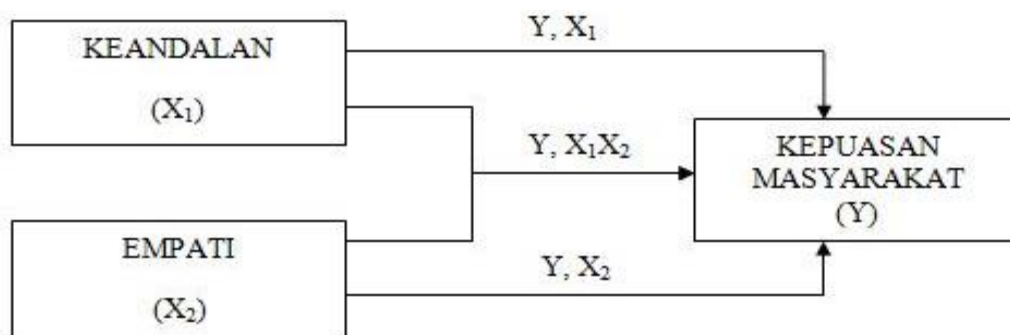 KEANDALAN
(X₁)
Y, X₁
Y, X₁X₂
KEPUASAN
MASYARAKAT
(Y)
EMPATI
(X₂)
Y, X₂